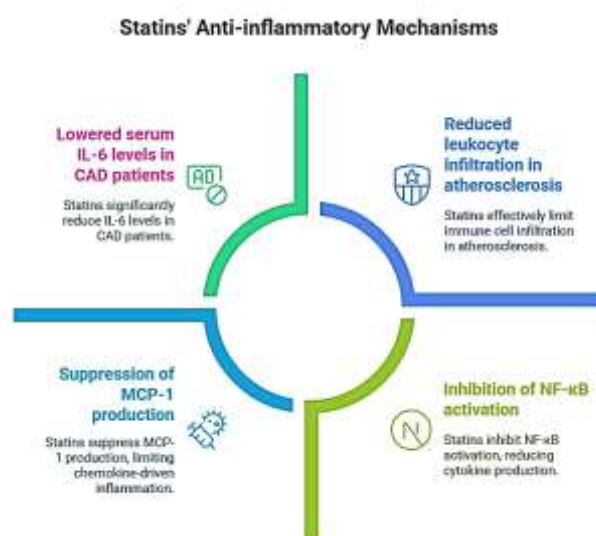 Statins' Anti-inflammatory Mechanisms
Lowered serum
IL-6 levels in
CAD patients
Statins significantly
reduce IL-6 levels in
CAD patients.
Reduced
leukocyte
infiltration in
atherosclerosis
Statins effectively limit
immune cell infiltration
in atherosclerosis.
Suppression of
MCP-1
production
Statins suppress MCP-
1 production, limiting
chemokine-driven
inflammation.
Inhibition of NF-κB
activation
Statins inhibit NF-κB
activation, reducing
cytokine production.
AD
N